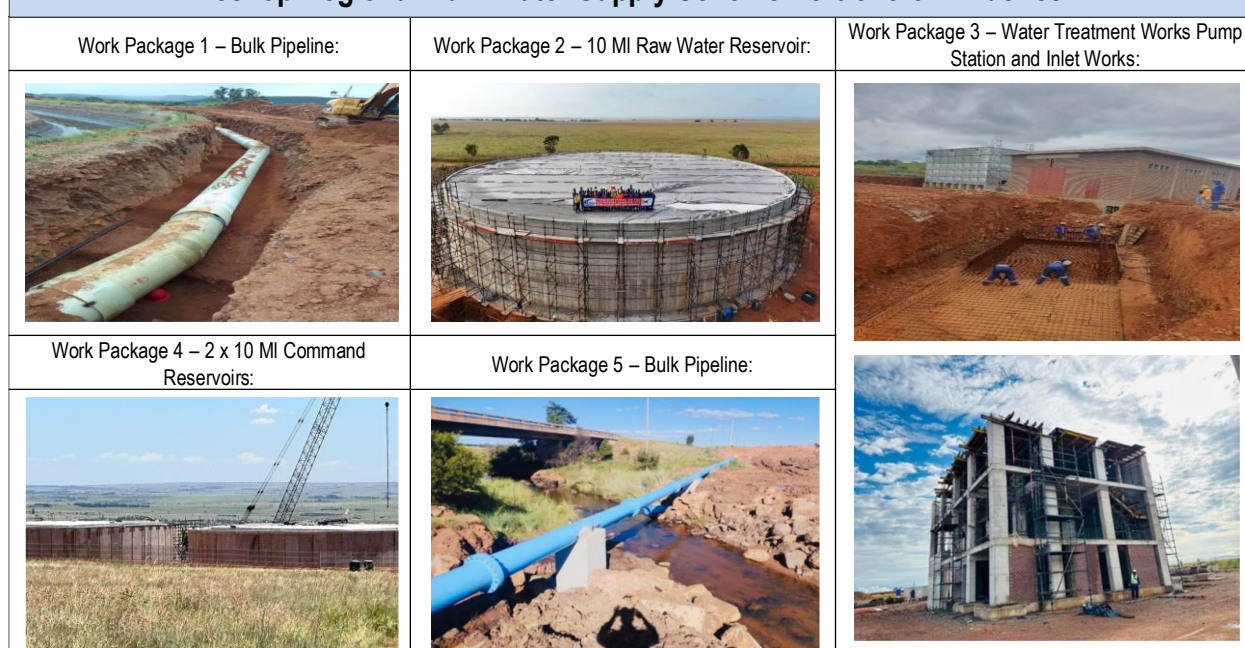 Work Package 1 – Bulk Pipeline:
Work Package 2 – 10 Ml Raw Water Reservoir:
Work Package 3 – Water Treatment Works Pump
Station and Inlet Works:
Work Package 4 – 2 x 10 Ml Command
Reservoirs:
Work Package 5 – Bulk Pipeline: